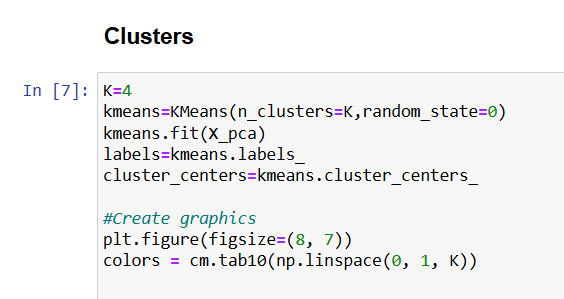 Clusters
In [7]: K=4
kmeans=KMeans(n_clusters=K,random_state=0)
kmeans.fit(X_pca)
labels=kmeans.labels_
cluster_centers=kmeans.cluster_centers_
#Create graphics
plt.figure(figsize=(8, 7))
colors = cm.tab10(np.linspace(0, 1, K))